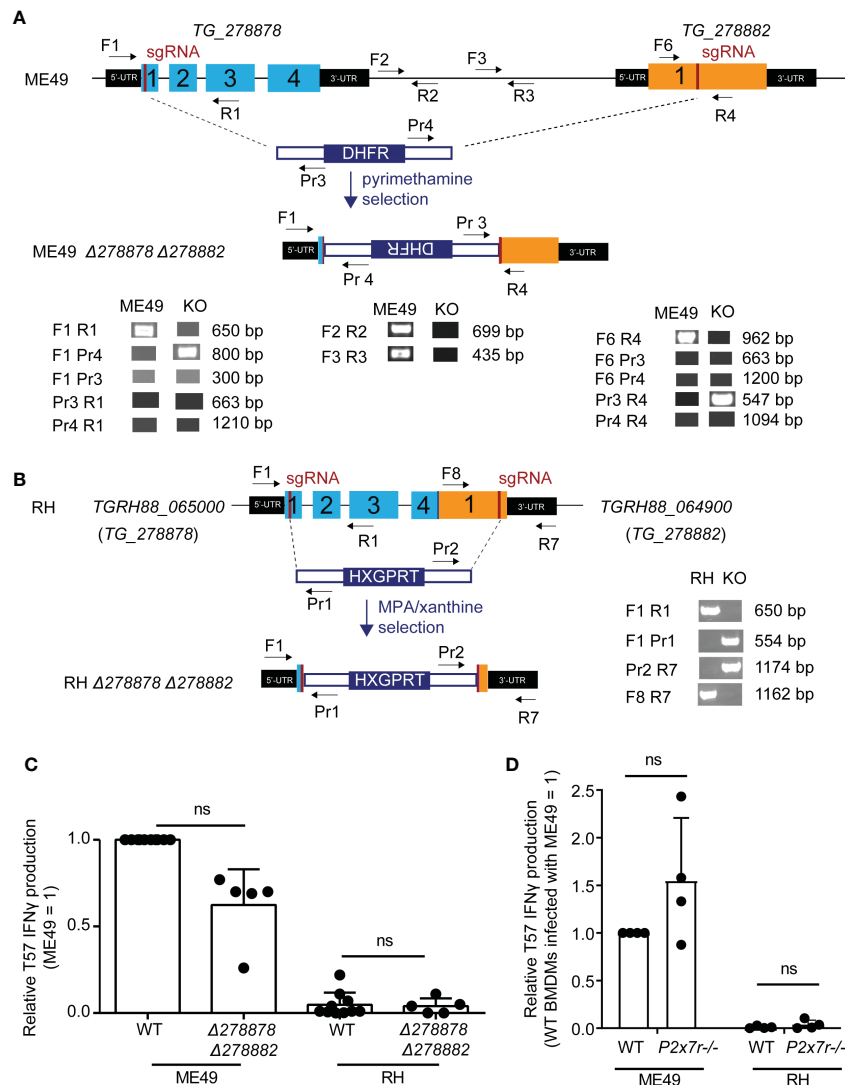 A
TG_278878
TG_278882
F1
sgRNA
F2
F3
F6
sgRNA
ME49
5'-UTR
1
2
3
4
3'-UTR
5'-UTR
1
3'-UTR
R1
R2
R3
R4
Pr4
DHFR
Pr3
pyrimethamine
selection
F1
Pr 3
ME49 Δ278878 Δ278882
5'-UTR
DHFR
3'-UTR
Pr 4
R4
ME49 KO
F1 R1 650 bp
F1 Pr4 800 bp
F1 Pr3 300 bp
Pr3 R1 663 bp
Pr4 R1 1210 bp
ME49 KO
F2 R2 699 bp
F3 R3 435 bp
ME49 KO
F6 R4 962 bp
F6 Pr3 663 bp
F6 Pr4 1200 bp
Pr3 R4 547 bp
Pr4 R4 1094 bp
B
F1
sgRNA
F8
sgRNA
RH
TGRH88_065000
(TG_278878)
5'-UTR
1
2
3
4
1
3'-UTR
TGRH88_064900
(TG_278882)
R1
R7
Pr2
HXGPRT
Pr1
MPA/xanthine
selection
F1
Pr2
RH Δ278878 Δ278882
5'-UTR
HXGPRT
3'-UTR
Pr1
R7
RH KO
F1 R1 650 bp
F1 Pr1 554 bp
Pr2 R7 1174 bp
F8 R7 1162 bp
C
Relative T57 IFNγ production
(ME49 = 1)
1.0
0.5
0.0
ns
ns
WT
Δ278878
Δ278882
WT
Δ278878
Δ278882
ME49
RH
D
Relative T57 IFNγ production
(WT BMDMs infected with ME49 = 1)
2.5
2.0
1.5
1.0
0.5
0.0
ns
ns
WT
P2x7r-/-
WT
P2x7r-/-
ME49
RH